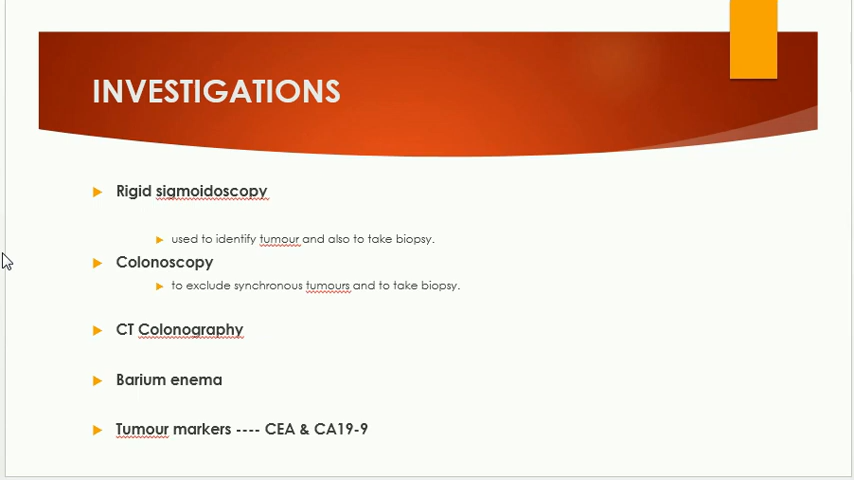 INVESTIGATIONS
Rigid sigmoidoscopy
used to identify tumour and also to take biopsy.
Colonoscopy
to exclude synchronous tumours and to take biopsy.
CT Colonography
Barium enema
Tumour markers ---- CEA & CA19-9